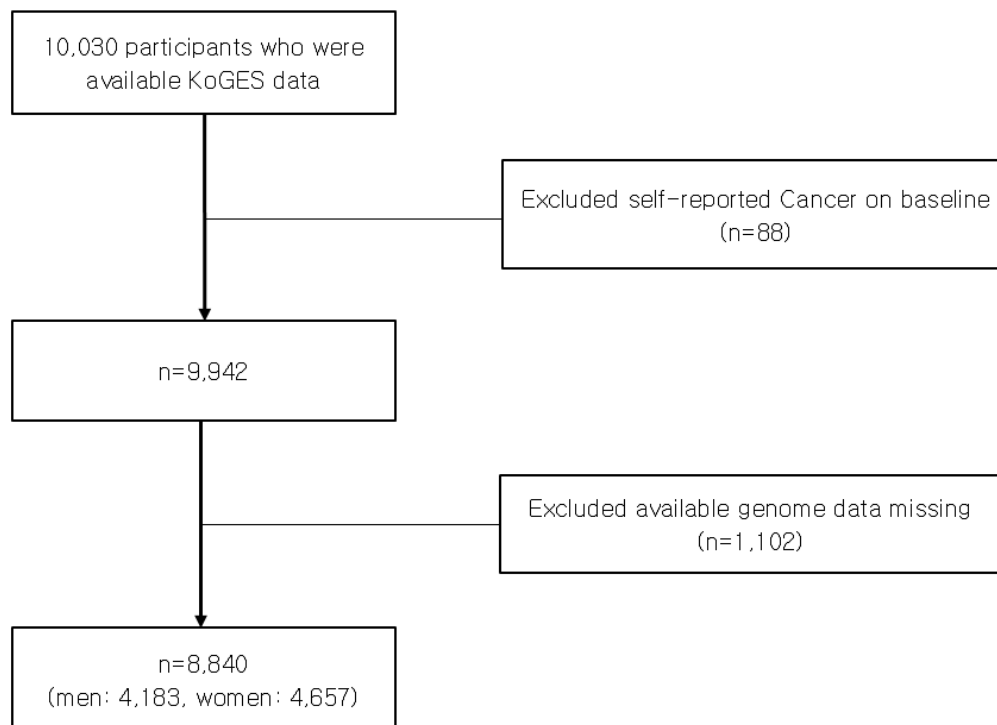 10,030 participants who were
available KoGES data
Excluded self-reported Cancer on baseline
(n=88)
n=9,942
Excluded available genome data missing
(n=1,102)
n=8,840
(men: 4,183, women: 4,657)